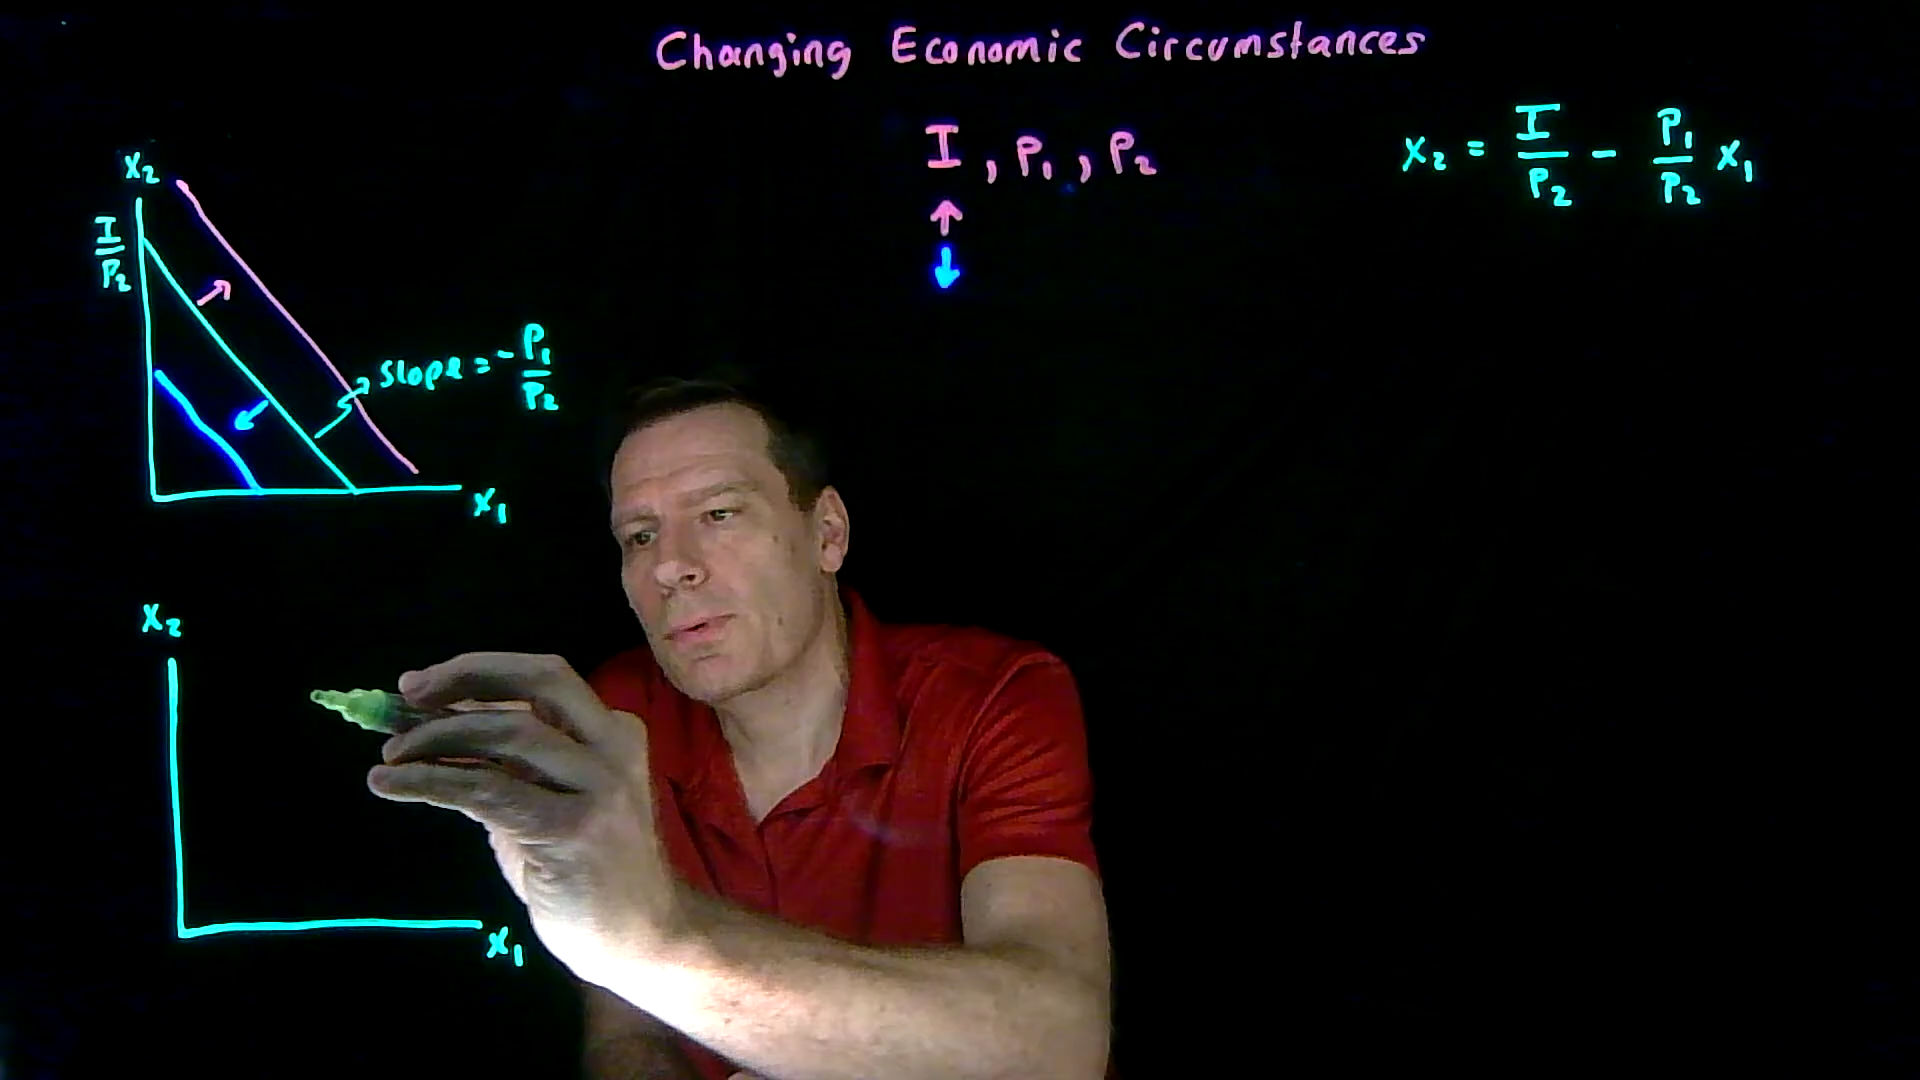 Changing Economic Circumstances
I, P₁, P₂
x₂ = I/P₂ - P₁/P₂ x₁
x₂
I/P₂
slope = - P₁/P₂
x₁
x₂
x₁